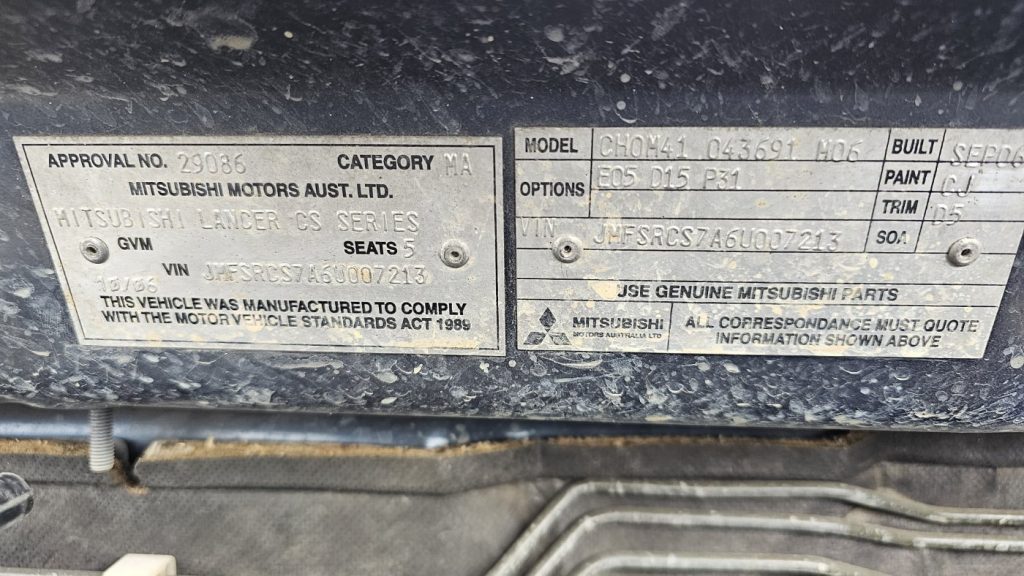 APPROVAL NO. 29086 CATEGORY MA
MITSUBISHI MOTORS AUST. LTD.
MITSUBISHI LANCER CS SERIES
GVM SEATS 5
VIN JMFSRCS7A6U007213
10/06
THIS VEHICLE WAS MANUFACTURED TO COMPLY
WITH THE MOTOR VEHICLE STANDARDS ACT 1989
MODEL CH0M41 043691 M06 BUILT SEP06
OPTIONS E05 D15 P31 PAINT CJ
TRIM D5
VIN JMFSRCS7A6U007213 SOA
USE GENUINE MITSUBISHI PARTS
MITSUBISHI
MOTORS AUSTRALIA LTD
ALL CORRESPONDANCE MUST QUOTE
INFORMATION SHOWN ABOVE